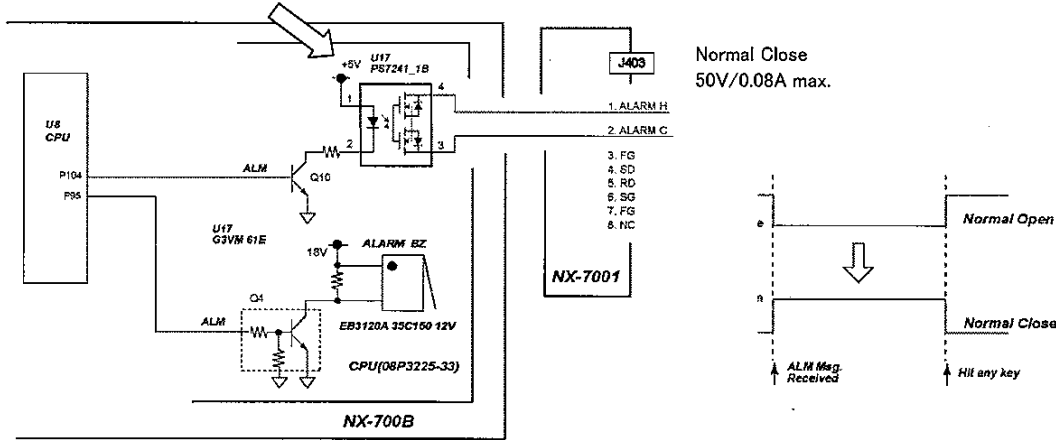 U17
PS7241_1B
+5V
1
4
2
3
U8
CPU
P104
P95
ALM
Q10
U17
G3VM 61E
18V
ALARM BZ
EB3120A 35C150 12V
Q4
ALM
CPU(08P3225-33)
NX-700B
J403
1. ALARM H
2. ALARM C
3. FG
4. SD
5. RD
6. SG
7. FG
8. NC
NX-7001
Normal Close
50V/0.08A max.
e
Normal Open
n
Normal Close
ALM Msg.
Received
Hit any key